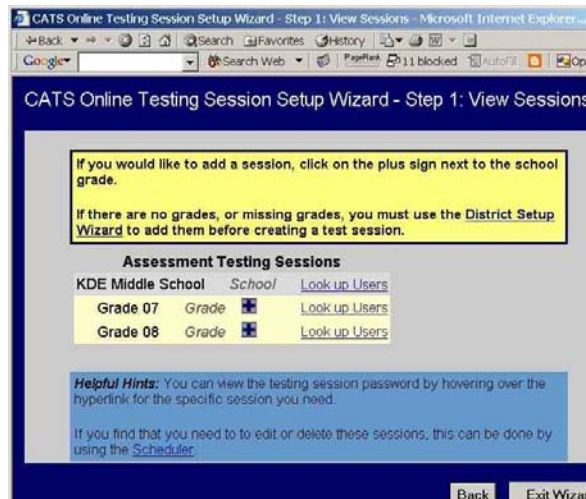 CATS Online Testing Session Setup Wizard - Step 1: View Sessions - Microsoft Internet Explorer...
Back Search Favorites History
Google Search Web PageRank 11 blocked AutoFill Op
CATS Online Testing Session Setup Wizard - Step 1: View Sessions
If you would like to add a session, click on the plus sign next to the school
grade.
If there are no grades, or missing grades, you must use the District Setup
Wizard to add them before creating a test session.
Assessment Testing Sessions
KDE Middle School School Look up Users
Grade 07 Grade Look up Users
Grade 08 Grade Look up Users
Helpful Hints: You can view the testing session password by hovering over the
hyperlink for the specific session you need.
If you find that you need to to edit or delete these sessions, this can be done by
using the Scheduler.
Back Exit Wizar